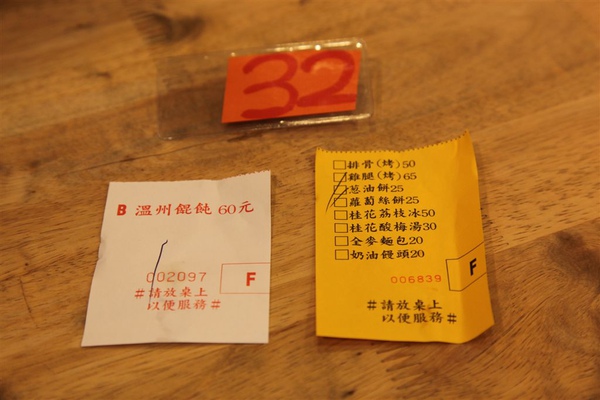 32
B 溫州餛飩 60元
002097
F
#請放桌上
以便服務#
□排骨(烤)50
□雞腿(烤)65
□蔥油餅25
□蘿蔔絲餅25
□桂花荔枝冰50
□桂花酸梅湯30
□全麥麵包20
□奶油饅頭20
006839
F
#請放桌上
以便服務#